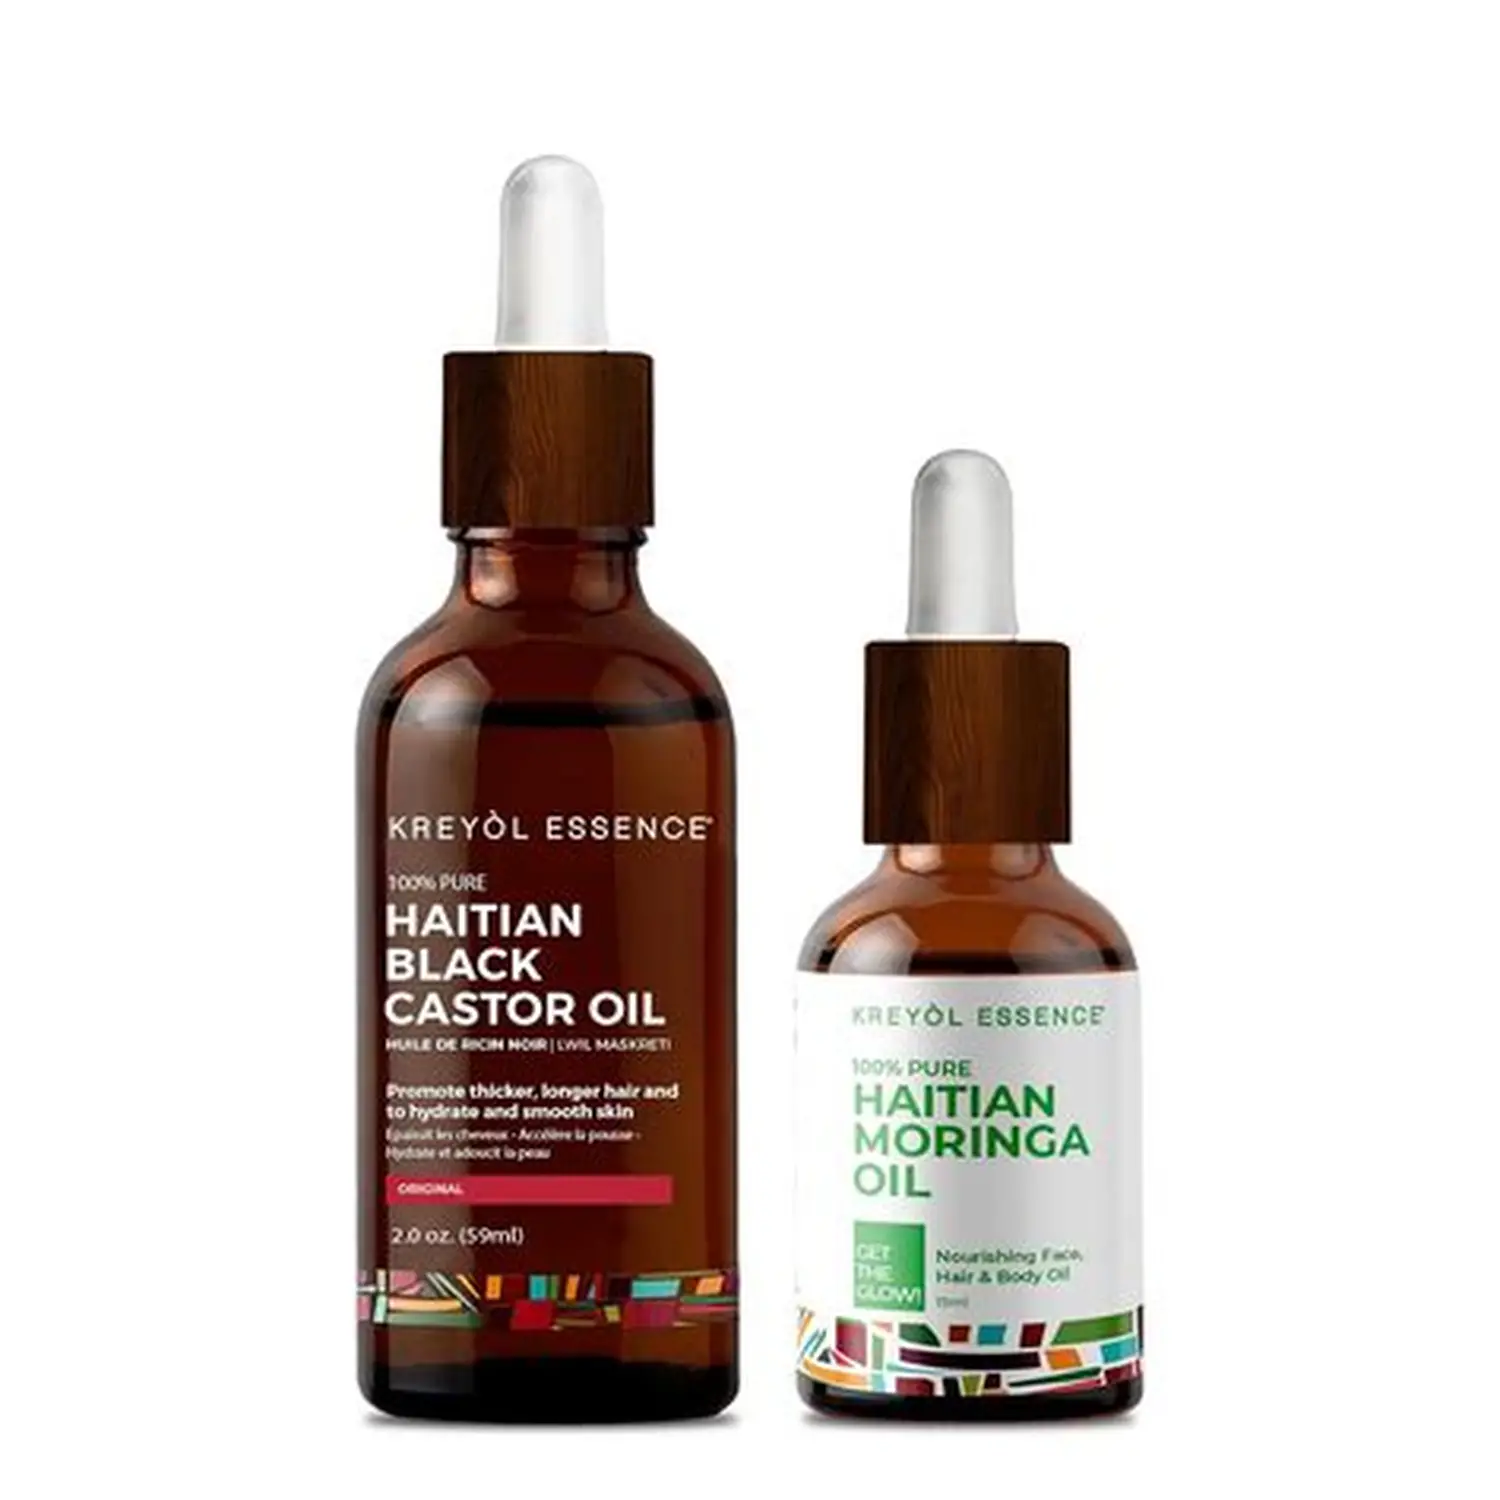 KREYÒL ESSENCE®
100% PURE
HAITIAN
BLACK
CASTOR OIL
HUILE DE RICIN NOIR | LWIL MASKRETI
Promote thicker, longer hair and
to hydrate and smooth skin
Épaissit les cheveux - Accélère la pousse -
Hydrate et adoucit la peau
ORIGINAL
2.0 oz. (59ml)
KREYÒL ESSENCE®
100% PURE
HAITIAN
MORINGA
OIL
GET
THE
GLOW!
Nourishing Face,
Hair & Body Oil
15ml